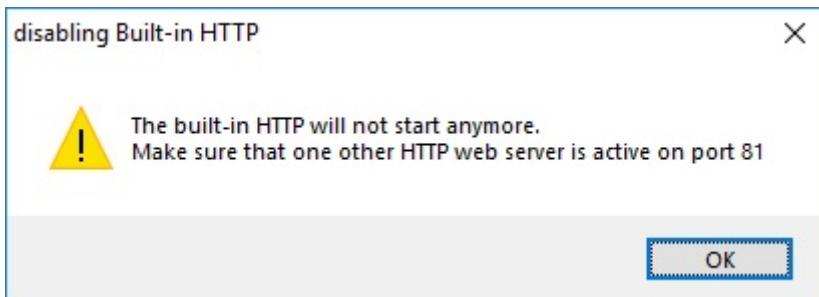 disabling Built-in HTTP
The built-in HTTP will not start anymore.
Make sure that one other HTTP web server is active on port 81
OK